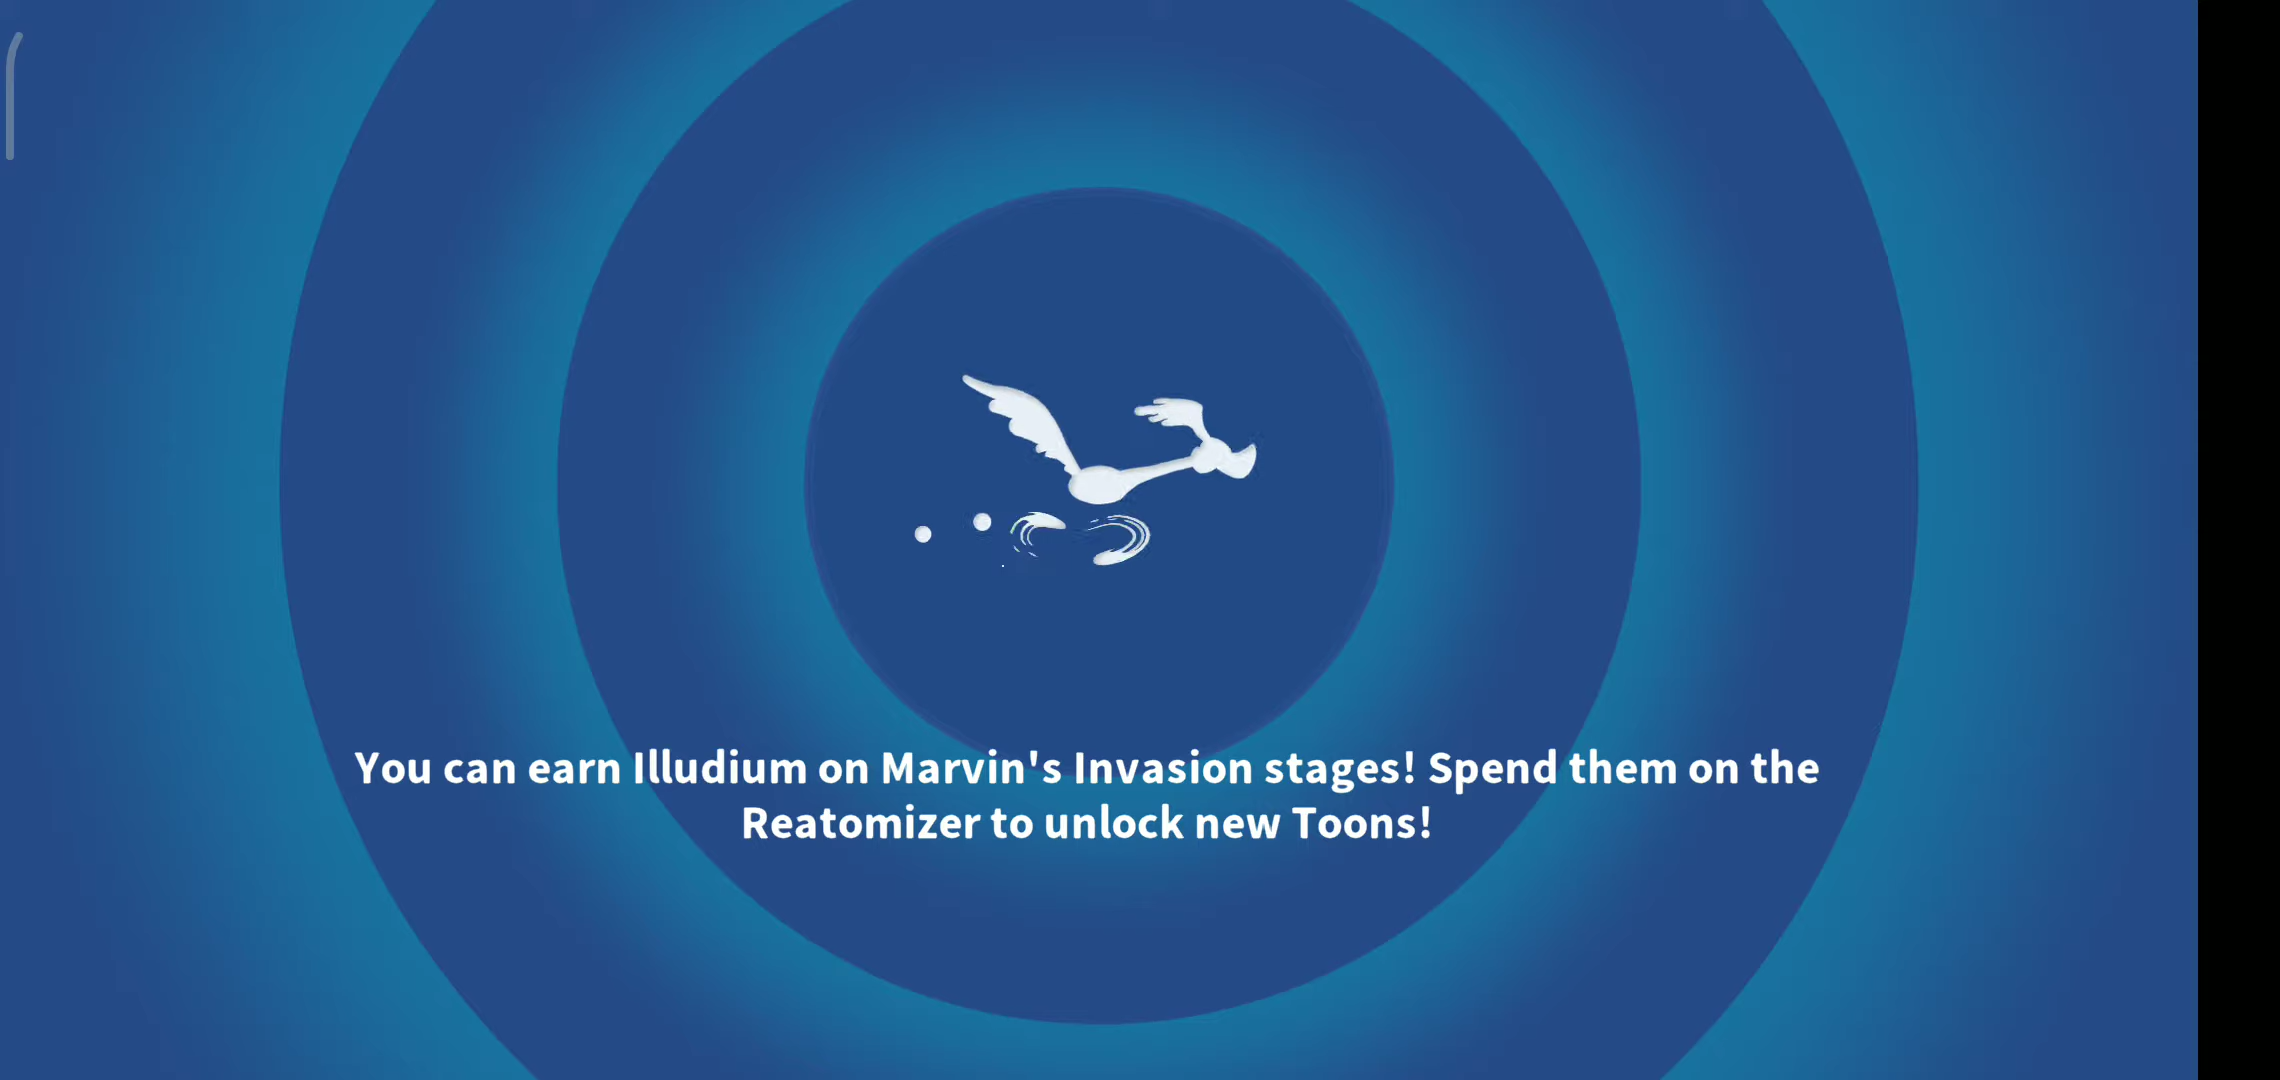 You can earn Illudium on Marvin's Invasion stages! Spend them on the
Reatomizer to unlock new Toons!